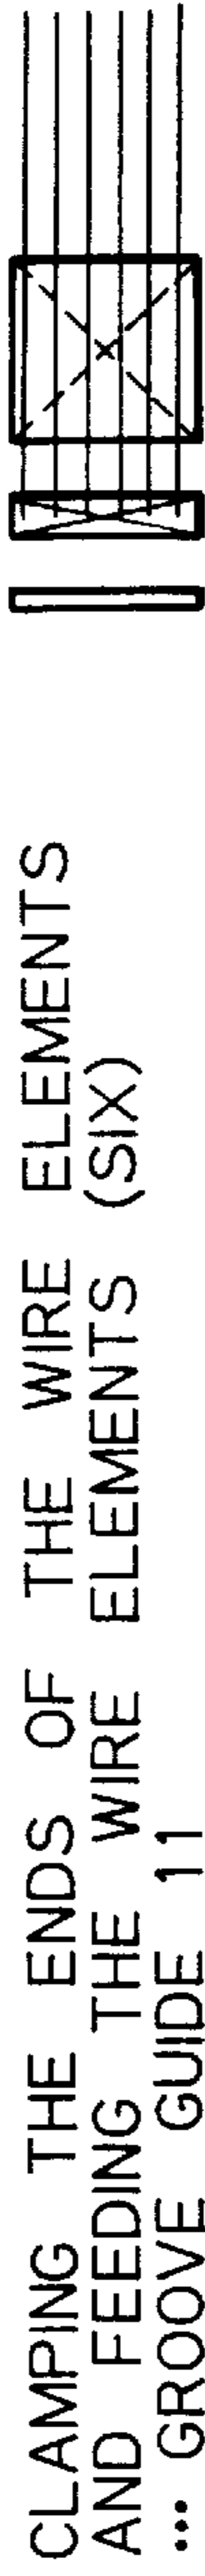 CLAMPING THE ENDS OF THE WIRE ELEMENTS
AND FEEDING THE WIRE ELEMENTS (SIX)
... GROOVE GUIDE 11